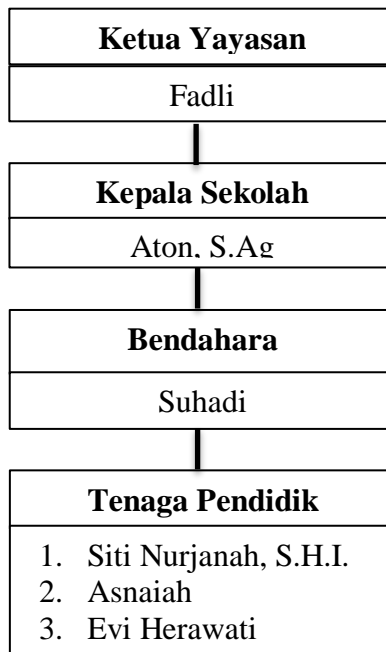 Ketua Yayasan
Fadli
Kepala Sekolah
Aton, S.Ag
Bendahara
Suhadi
Tenaga Pendidik
1. Siti Nurjanah, S.H.I.
2. Asnaiah
3. Evi Herawati